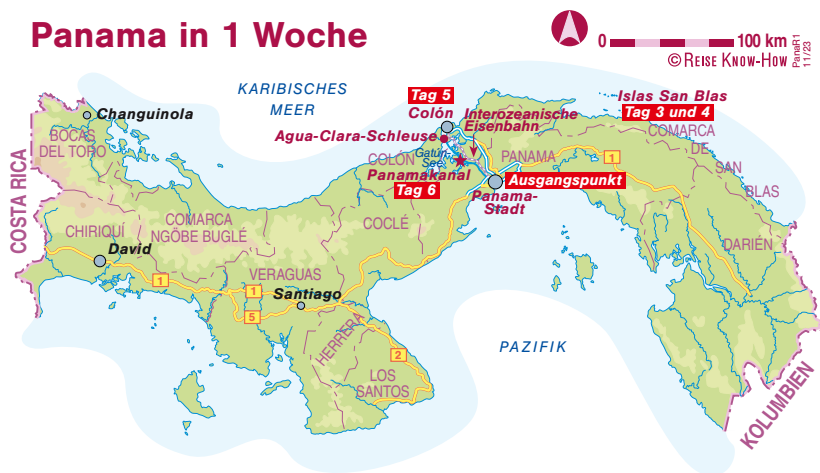 Panama in 1 Woche
0 100 km
© REISE KNOW-HOW
PanaR1
11/23
KARIBISCHES
MEER
Tag 5
Colón
Interozeanische
Eisenbahn
Islas San Blas
Tag 3 und 4
Changuinola
Agua-Clara-Schleuse
BOCAS
DEL TORO
COLÓN
Gatún-
See
PANAMA
1
COMARCA
DE
SAN
BLAS
Panamakanal
Tag 6
Ausgangspunkt
Panama-
Stadt
COSTA RICA
COMARCA
NGÖBE BUGLÉ
COCLÉ
CHIRIQUÍ
David
DARIÉN
VERAGUAS
1
1
Santiago
5
HERRERA
2
PAZIFIK
LOS
SANTOS
KOLUMBIEN